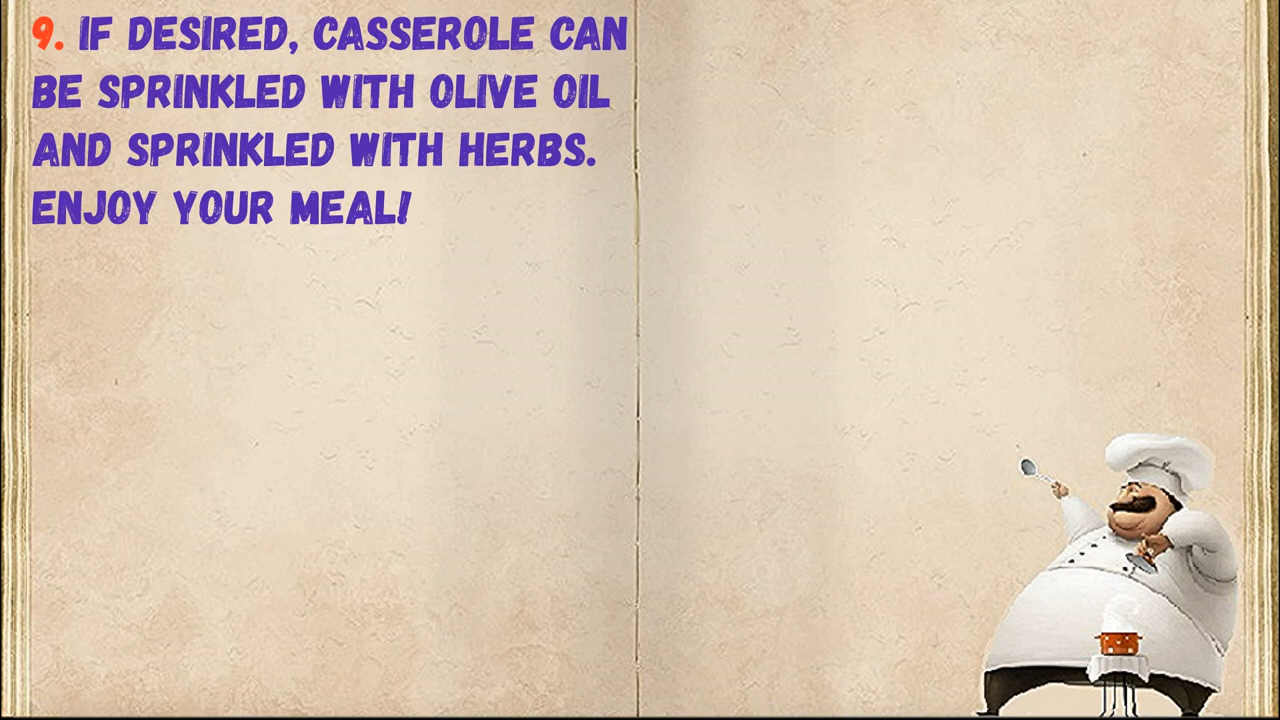 9. IF DESIRED, CASSEROLE CAN
BE SPRINKLED WITH OLIVE OIL
AND SPRINKLED WITH HERBS.
ENJOY YOUR MEAL!